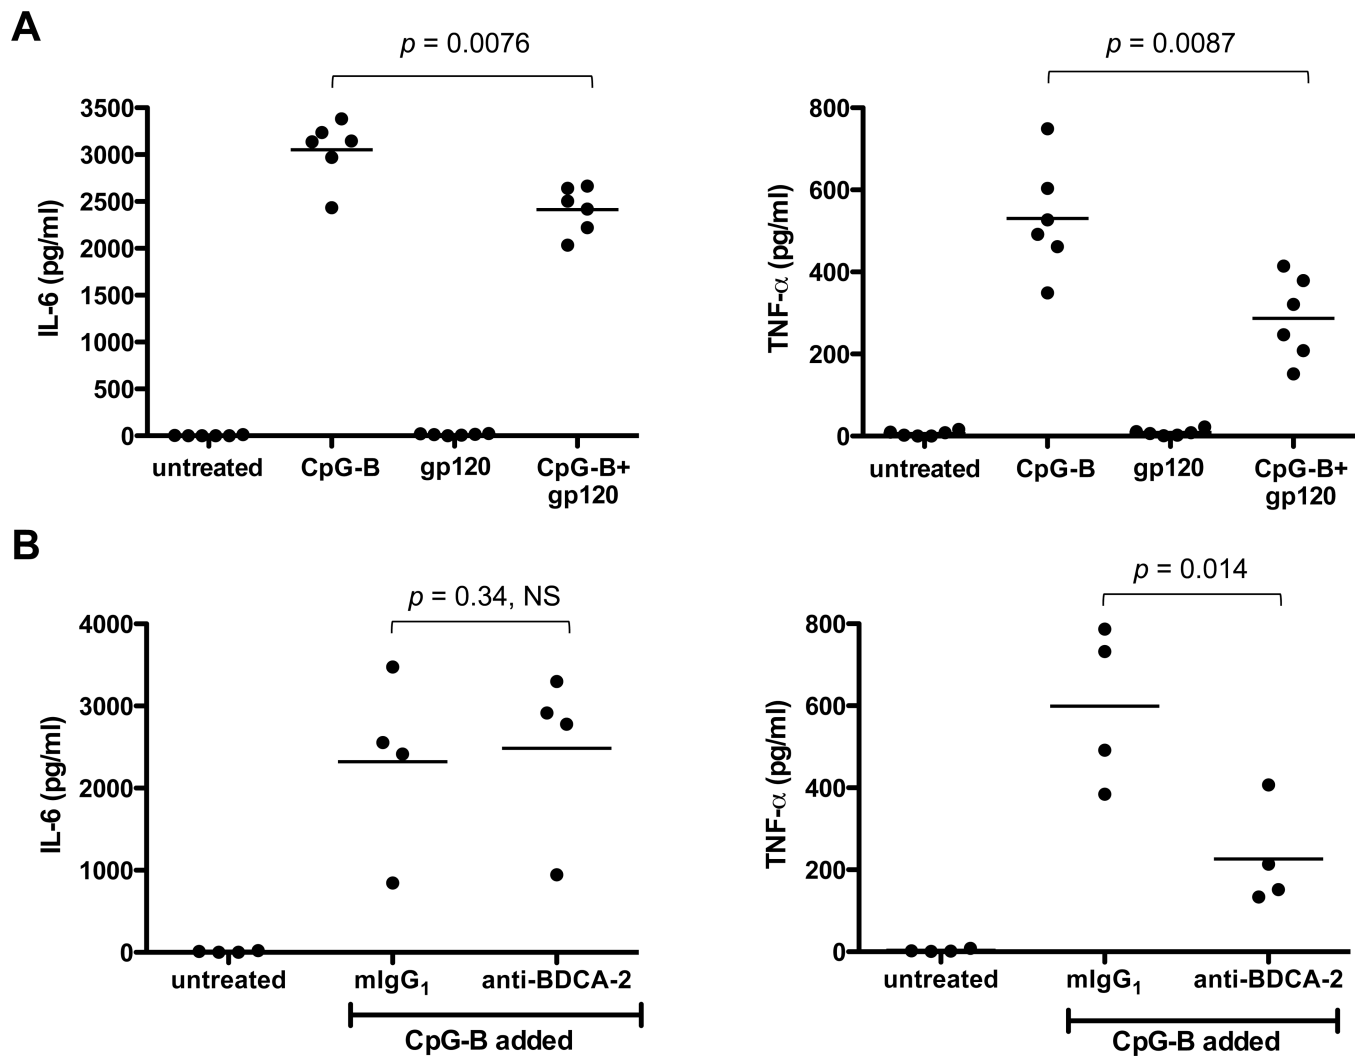 A
p = 0.0076
3500
3000
2500
2000
1500
1000
500
0
IL-6 (pg/ml)
untreated CpG-B gp120 CpG-B+
gp120
p = 0.0087
800
600
400
200
0
TNF-α (pg/ml)
untreated CpG-B gp120 CpG-B+
gp120
B
p = 0.34, NS
4000
3000
2000
1000
0
IL-6 (pg/ml)
untreated mIgG₁ anti-BDCA-2
CpG-B added
p = 0.014
800
600
400
200
0
TNF-α (pg/ml)
untreated mIgG₁ anti-BDCA-2
CpG-B added